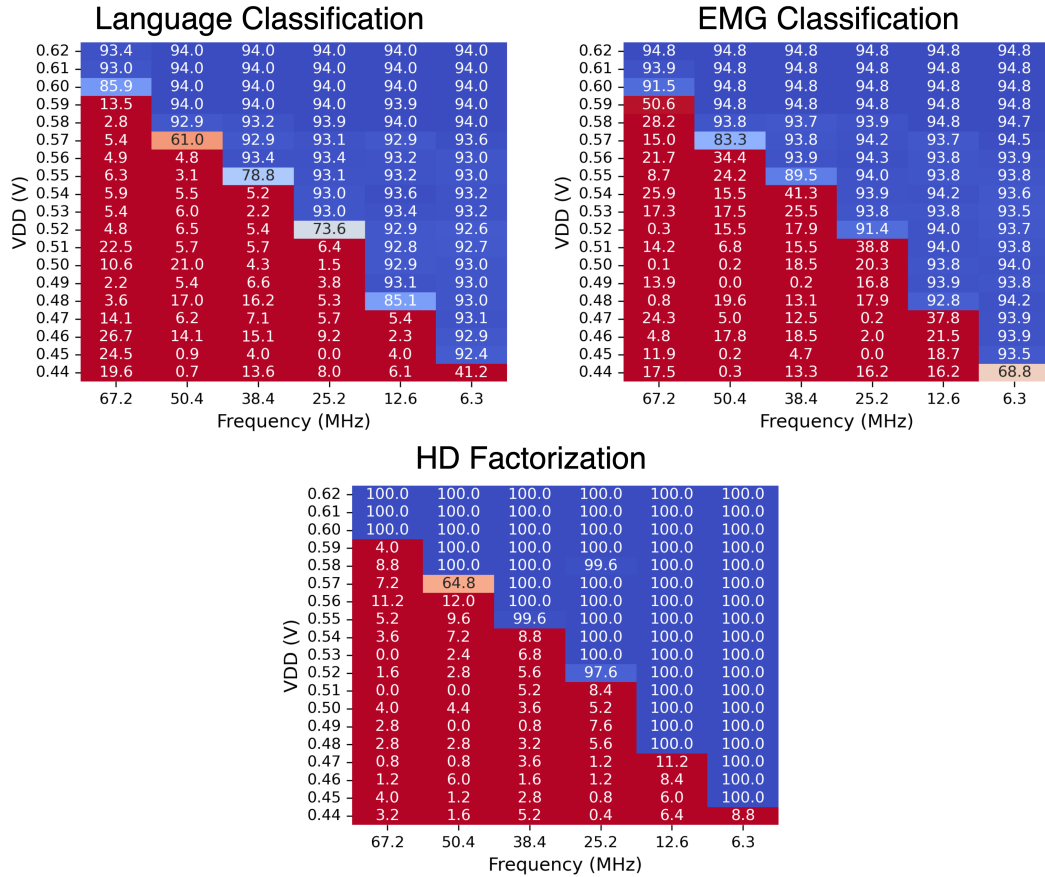 Language Classification
VDD (V)
0.62 93.4 94.0 94.0 94.0 94.0 94.0
0.61 93.0 94.0 94.0 94.0 94.0 94.0
0.60 85.9 94.0 94.0 94.0 94.0 94.0
0.59 13.5 94.0 94.0 94.0 93.9 94.0
0.58 2.8 92.9 93.2 93.9 94.0 94.0
0.57 5.4 61.0 92.9 93.1 92.9 93.6
0.56 4.9 4.8 93.4 93.4 93.2 93.0
0.55 6.3 3.1 78.8 93.1 93.2 93.0
0.54 5.9 5.5 5.2 93.0 93.6 93.2
0.53 5.4 6.0 2.2 93.0 93.4 93.2
0.52 4.8 6.5 5.4 73.6 92.9 92.6
0.51 22.5 5.7 5.7 6.4 92.8 92.7
0.50 10.6 21.0 4.3 1.5 92.9 93.0
0.49 2.2 5.4 6.6 3.8 93.1 93.0
0.48 3.6 17.0 16.2 5.3 85.1 93.0
0.47 14.1 6.2 7.1 5.7 5.4 93.1
0.46 26.7 14.1 15.1 9.2 2.3 92.9
0.45 24.5 0.9 4.0 0.0 4.0 92.4
0.44 19.6 0.7 13.6 8.0 6.1 41.2
67.2 50.4 38.4 25.2 12.6 6.3
Frequency (MHz)
EMG Classification
VDD (V)
0.62 94.8 94.8 94.8 94.8 94.8 94.8
0.61 93.9 94.8 94.8 94.8 94.8 94.8
0.60 91.5 94.8 94.8 94.8 94.8 94.8
0.59 50.6 94.8 94.8 94.8 94.8 94.8
0.58 28.2 93.8 93.7 93.9 94.8 94.7
0.57 15.0 83.3 93.8 94.2 93.7 94.5
0.56 21.7 34.4 93.9 94.3 93.8 93.9
0.55 8.7 24.2 89.5 94.0 93.8 93.8
0.54 25.9 15.5 41.3 93.9 94.2 93.6
0.53 17.3 17.5 25.5 93.8 93.8 93.5
0.52 0.3 15.5 17.9 91.4 94.0 93.7
0.51 14.2 6.8 15.5 38.8 94.0 93.8
0.50 0.1 0.2 18.5 20.3 93.8 94.0
0.49 13.9 0.0 0.2 16.8 93.9 93.8
0.48 0.8 19.6 13.1 17.9 92.8 94.2
0.47 24.3 5.0 12.5 0.2 37.8 93.9
0.46 4.8 17.8 18.5 2.0 21.5 93.9
0.45 11.9 0.2 4.7 0.0 18.7 93.5
0.44 17.5 0.3 13.3 16.2 16.2 68.8
67.2 50.4 38.4 25.2 12.6 6.3
Frequency (MHz)
HD Factorization
VDD (V)
0.62 100.0 100.0 100.0 100.0 100.0 100.0
0.61 100.0 100.0 100.0 100.0 100.0 100.0
0.60 100.0 100.0 100.0 100.0 100.0 100.0
0.59 4.0 100.0 100.0 100.0 100.0 100.0
0.58 8.8 100.0 100.0 99.6 100.0 100.0
0.57 7.2 64.8 100.0 100.0 100.0 100.0
0.56 11.2 12.0 100.0 100.0 100.0 100.0
0.55 5.2 9.6 99.6 100.0 100.0 100.0
0.54 3.6 7.2 8.8 100.0 100.0 100.0
0.53 0.0 2.4 6.8 100.0 100.0 100.0
0.52 1.6 2.8 5.6 97.6 100.0 100.0
0.51 0.0 0.0 5.2 8.4 100.0 100.0
0.50 4.0 4.4 3.6 5.2 100.0 100.0
0.49 2.8 0.0 0.8 7.6 100.0 100.0
0.48 2.8 2.8 3.2 5.6 100.0 100.0
0.47 0.8 0.8 3.6 1.2 11.2 100.0
0.46 1.2 6.0 1.6 1.2 8.4 100.0
0.45 4.0 1.2 2.8 0.8 6.0 100.0
0.44 3.2 1.6 5.2 0.4 6.4 8.8
67.2 50.4 38.4 25.2 12.6 6.3
Frequency (MHz)